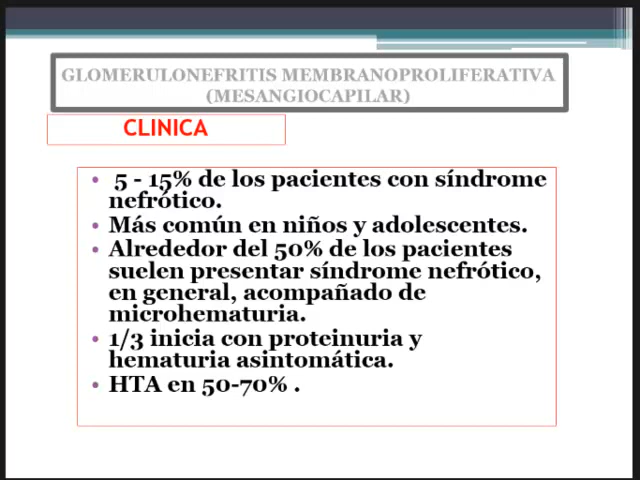 GLOMERULONEFRITIS MEMBRANOPROLIFERATIVA
(MESANGIOCAPILAR)
CLINICA
• 5 - 15% de los pacientes con síndrome
nefrótico.
• Más común en niños y adolescentes.
• Alrededor del 50% de los pacientes
suelen presentar síndrome nefrótico,
en general, acompañado de
microhematuria.
• 1/3 inicia con proteinuria y
hematuria asintomática.
• HTA en 50-70% .